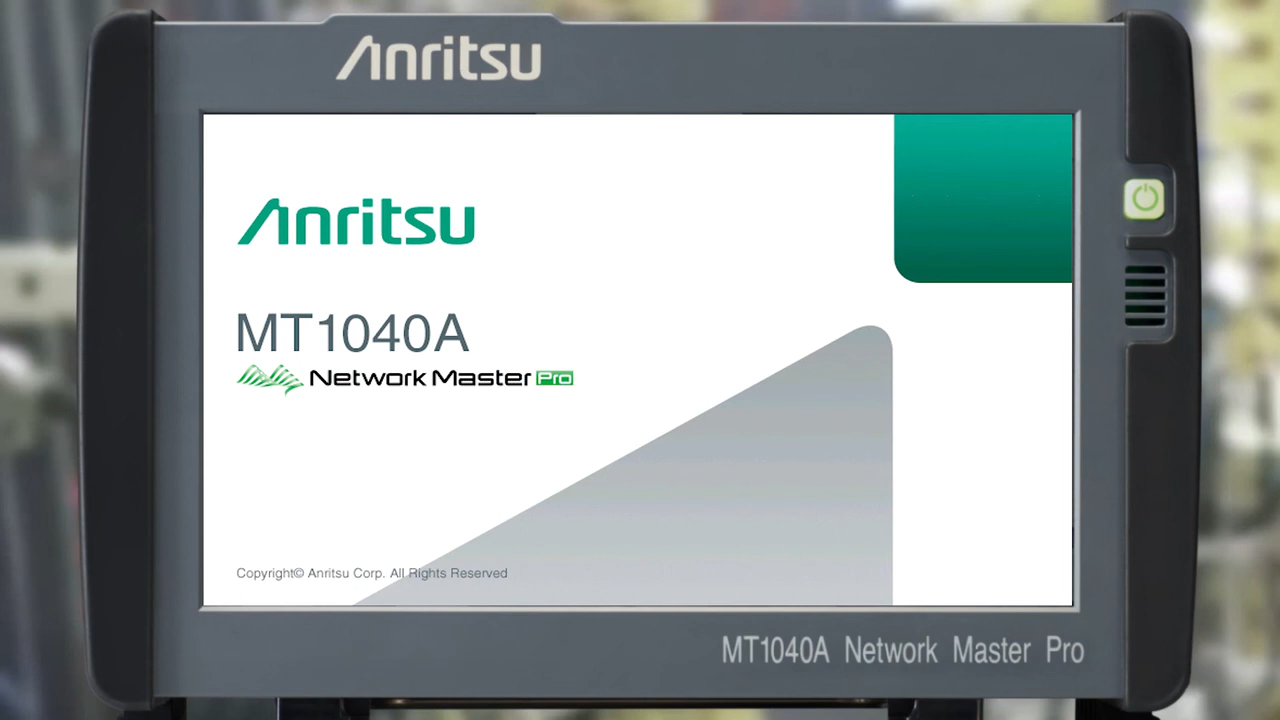 Anritsu
Anritsu
MT1040A
Network Master Pro
Copyright© Anritsu Corp. All Rights Reserved
MT1040A Network Master Pro